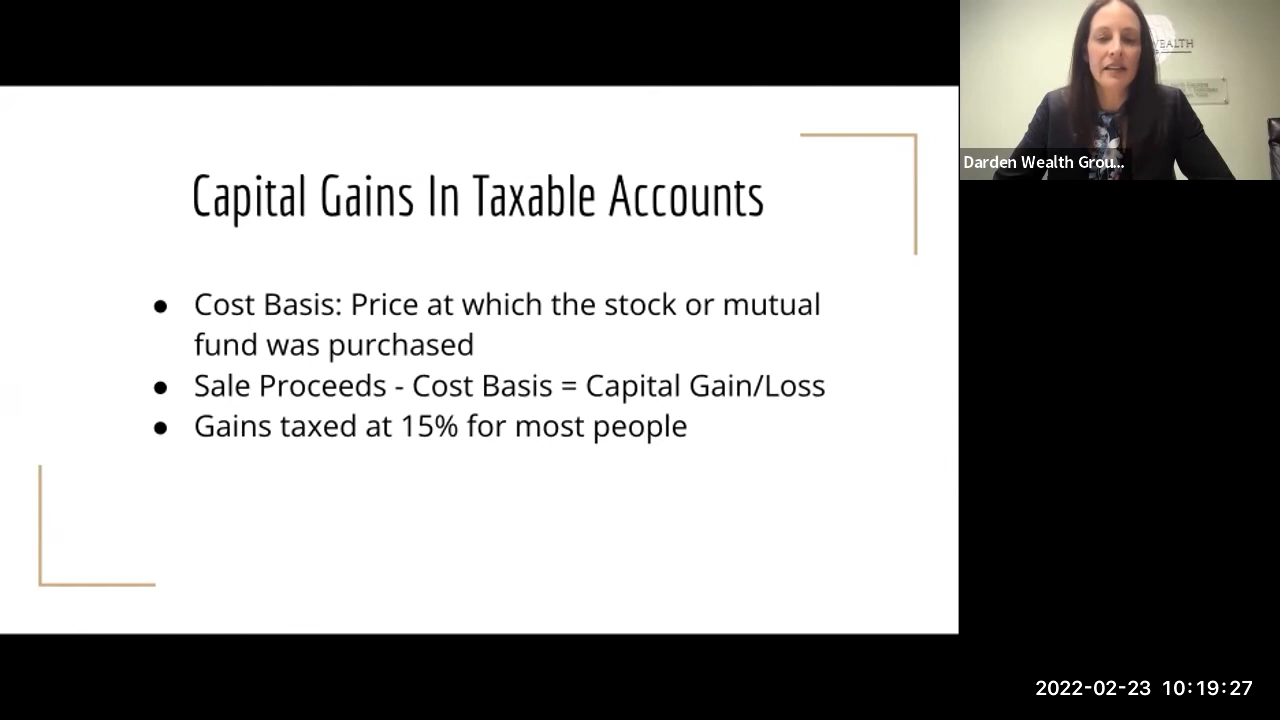 Capital Gains In Taxable Accounts
● Cost Basis: Price at which the stock or mutual
fund was purchased
● Sale Proceeds - Cost Basis = Capital Gain/Loss
● Gains taxed at 15% for most people
EALTH
Darden Wealth Grou...
2022-02-23 10:19:27